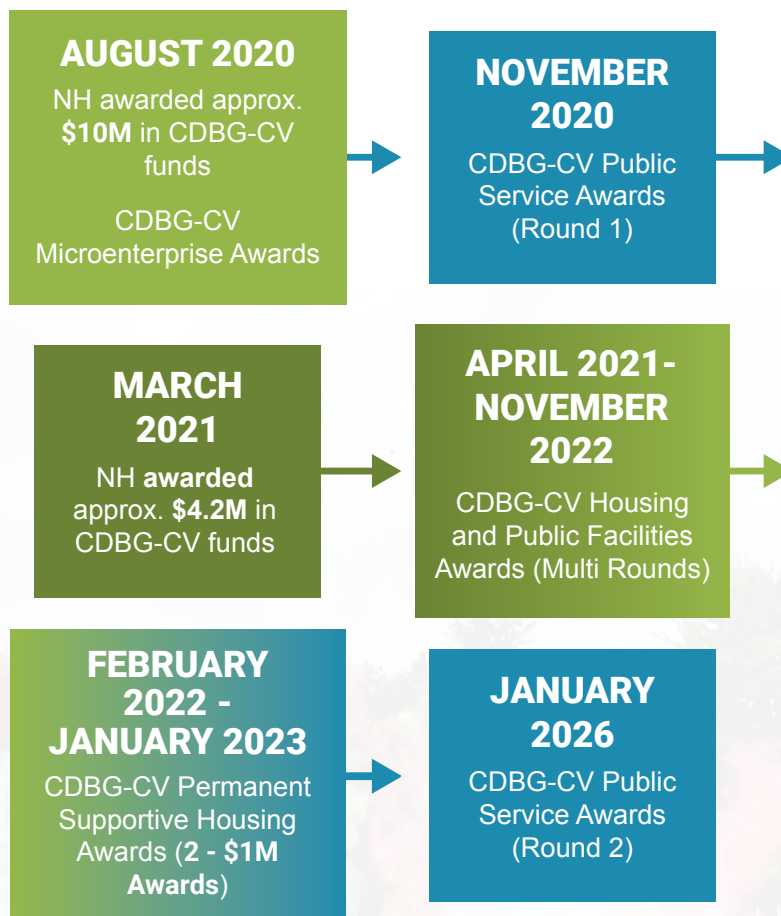 AUGUST 2020
NH awarded approx.
$10M in CDBG-CV
funds
CDBG-CV
Microenterprise Awards
NOVEMBER
2020
CDBG-CV Public
Service Awards
(Round 1)
MARCH
2021
NH awarded
approx. $4.2M in
CDBG-CV funds
APRIL 2021-
NOVEMBER
2022
CDBG-CV Housing
and Public Facilities
Awards (Multi Rounds)
FEBRUARY
2022 -
JANUARY 2023
CDBG-CV Permanent
Supportive Housing
Awards (2 - $1M
Awards)
JANUARY
2026
CDBG-CV Public
Service Awards
(Round 2)